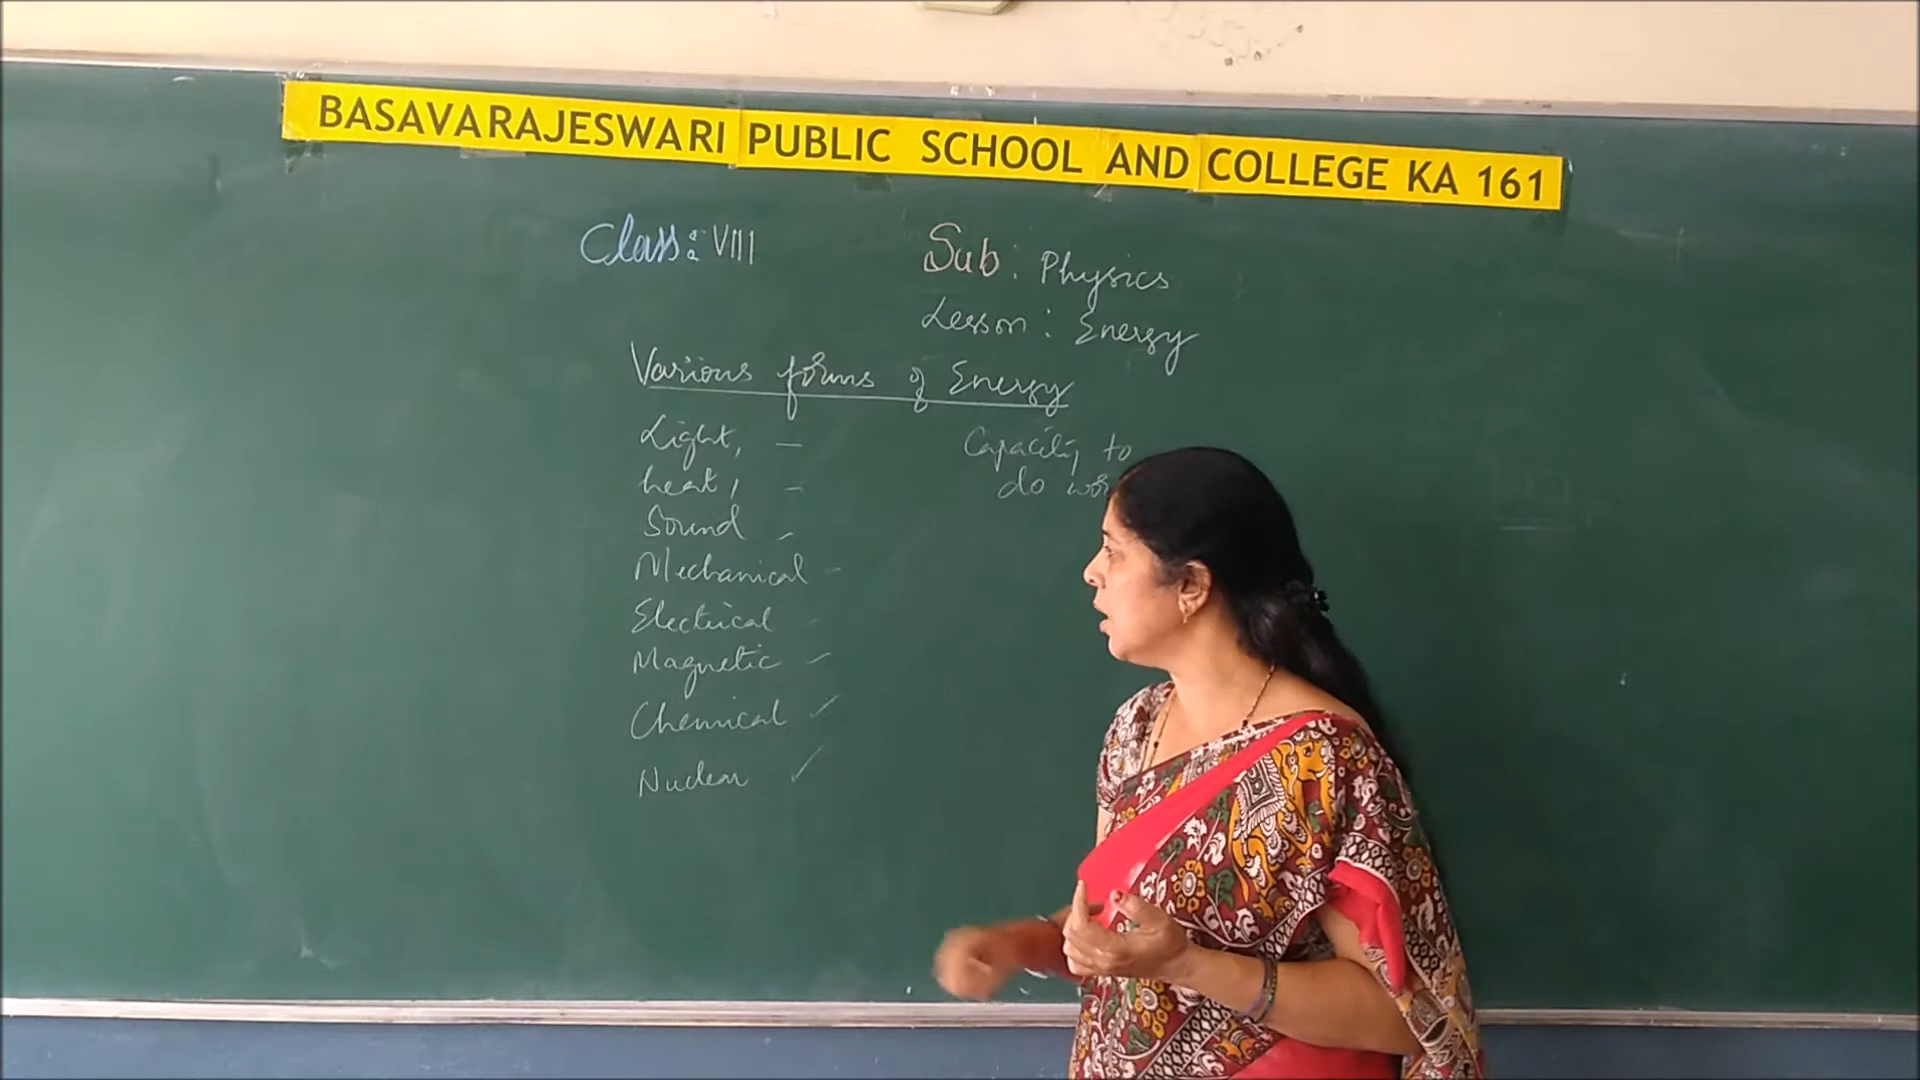 BASAVARAJESWARI PUBLIC SCHOOL AND COLLEGE KA 161
Class: VIII
Sub: Physics
Lesson: Energy
Various forms of Energy
Light, -
heat, -
Sound -
Mechanical -
Electrical -
Magnetic -
Chemical ✓
Nuclear ✓
Capacity to
do